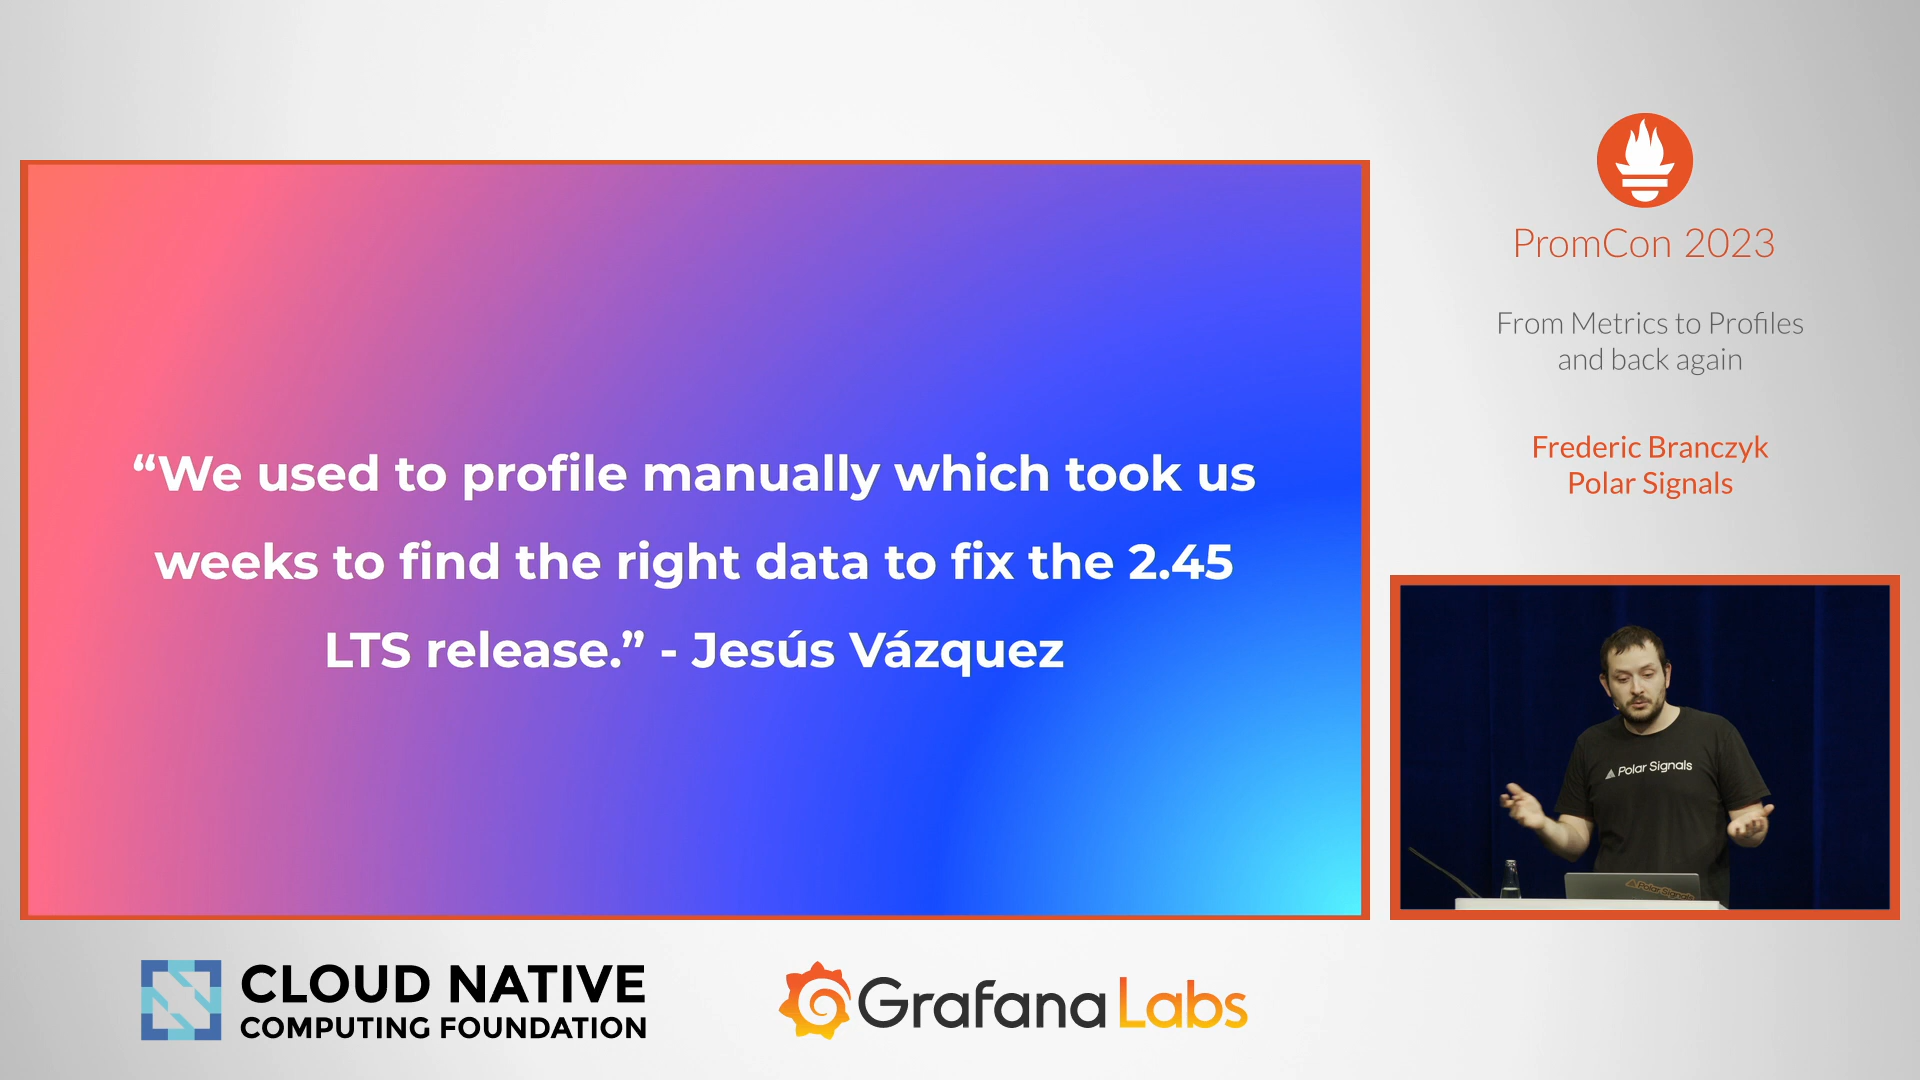 PromCon 2023
From Metrics to Profiles
and back again
Frederic Branczyk
Polar Signals
“We used to profile manually which took us
weeks to find the right data to fix the 2.45
LTS release.” - Jesús Vázquez
Polar Signals
Polar Signals
CLOUD NATIVE
COMPUTING FOUNDATION
Grafana Labs